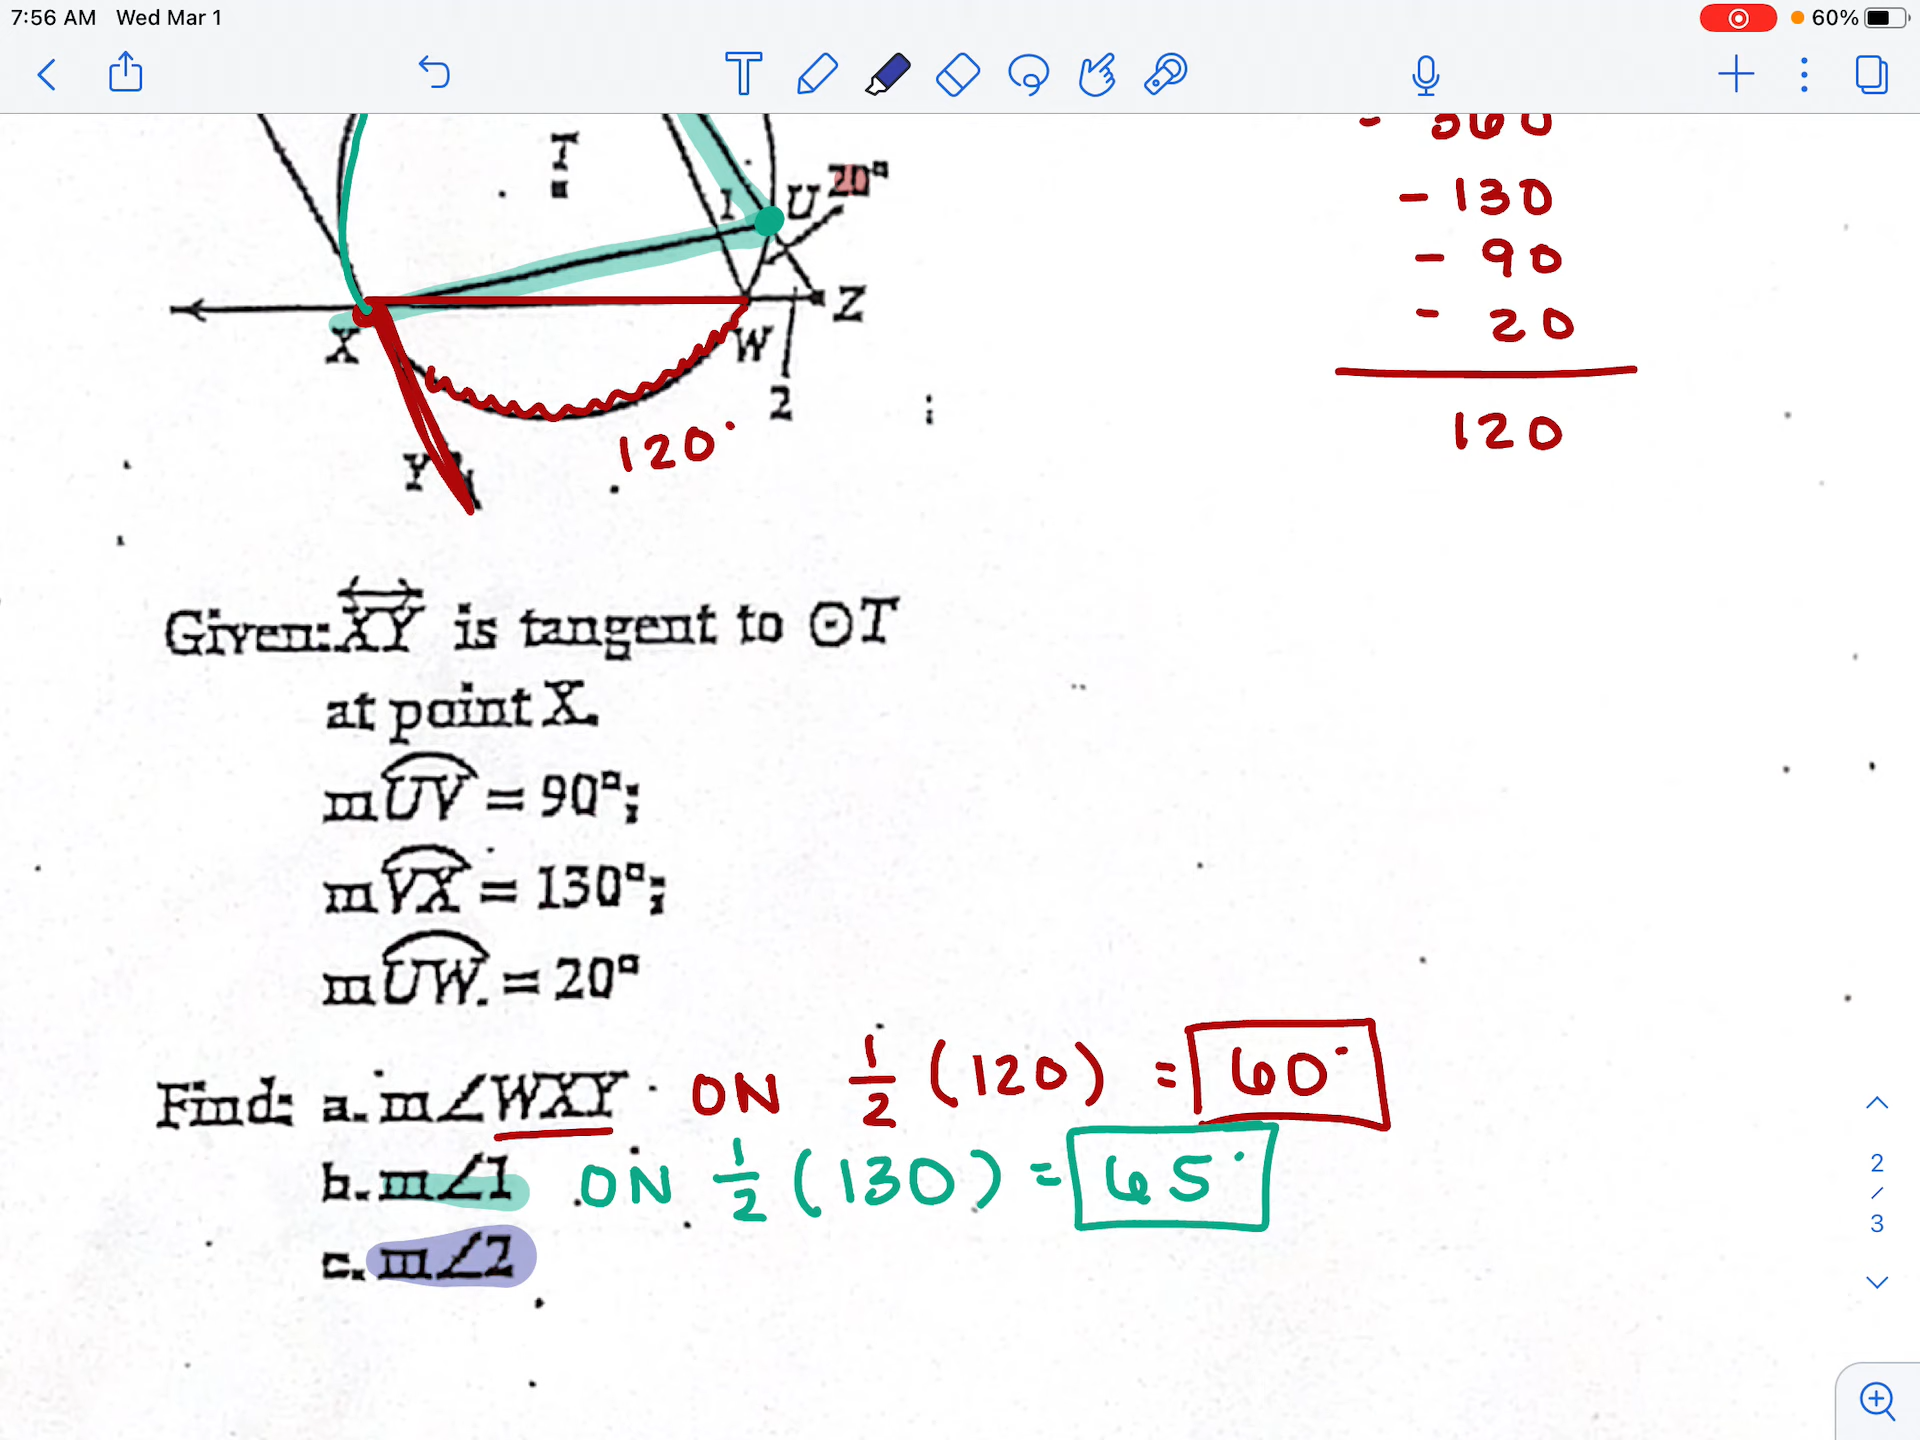 7:56 AM Wed Mar 1
60%
T
T
1
U
20°
X
W
Z
2
Y
120°
- 360
- 130
- 90
- 20
120
Given: XY is tangent to ⊙T
at point X.
mUV = 90°;
mVX = 130°;
mUW. = 20°
Find: a. m∠WXY ON 1/2 (120) = 60°
b. m∠1 ON 1/2 (130) = 65°
c. m∠2
2
/
3